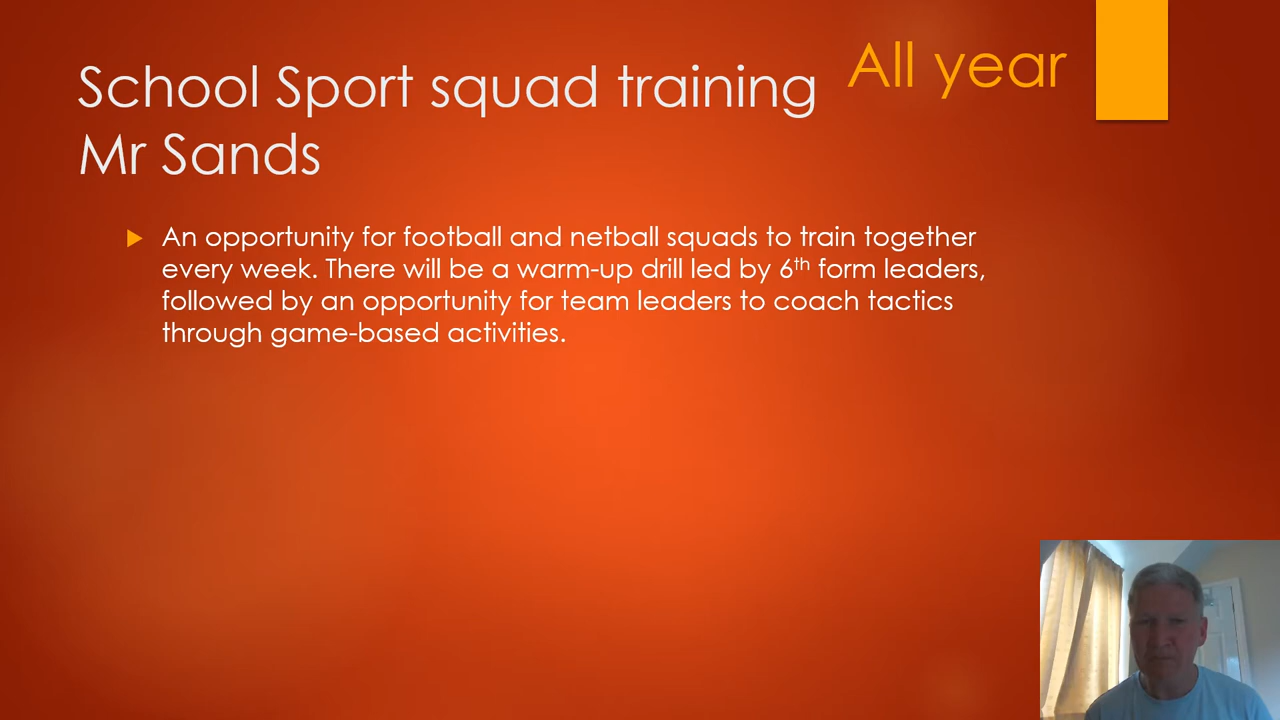 School Sport squad training
All year
Mr Sands
An opportunity for football and netball squads to train together
every week. There will be a warm-up drill led by 6th form leaders,
followed by an opportunity for team leaders to coach tactics
through game-based activities.